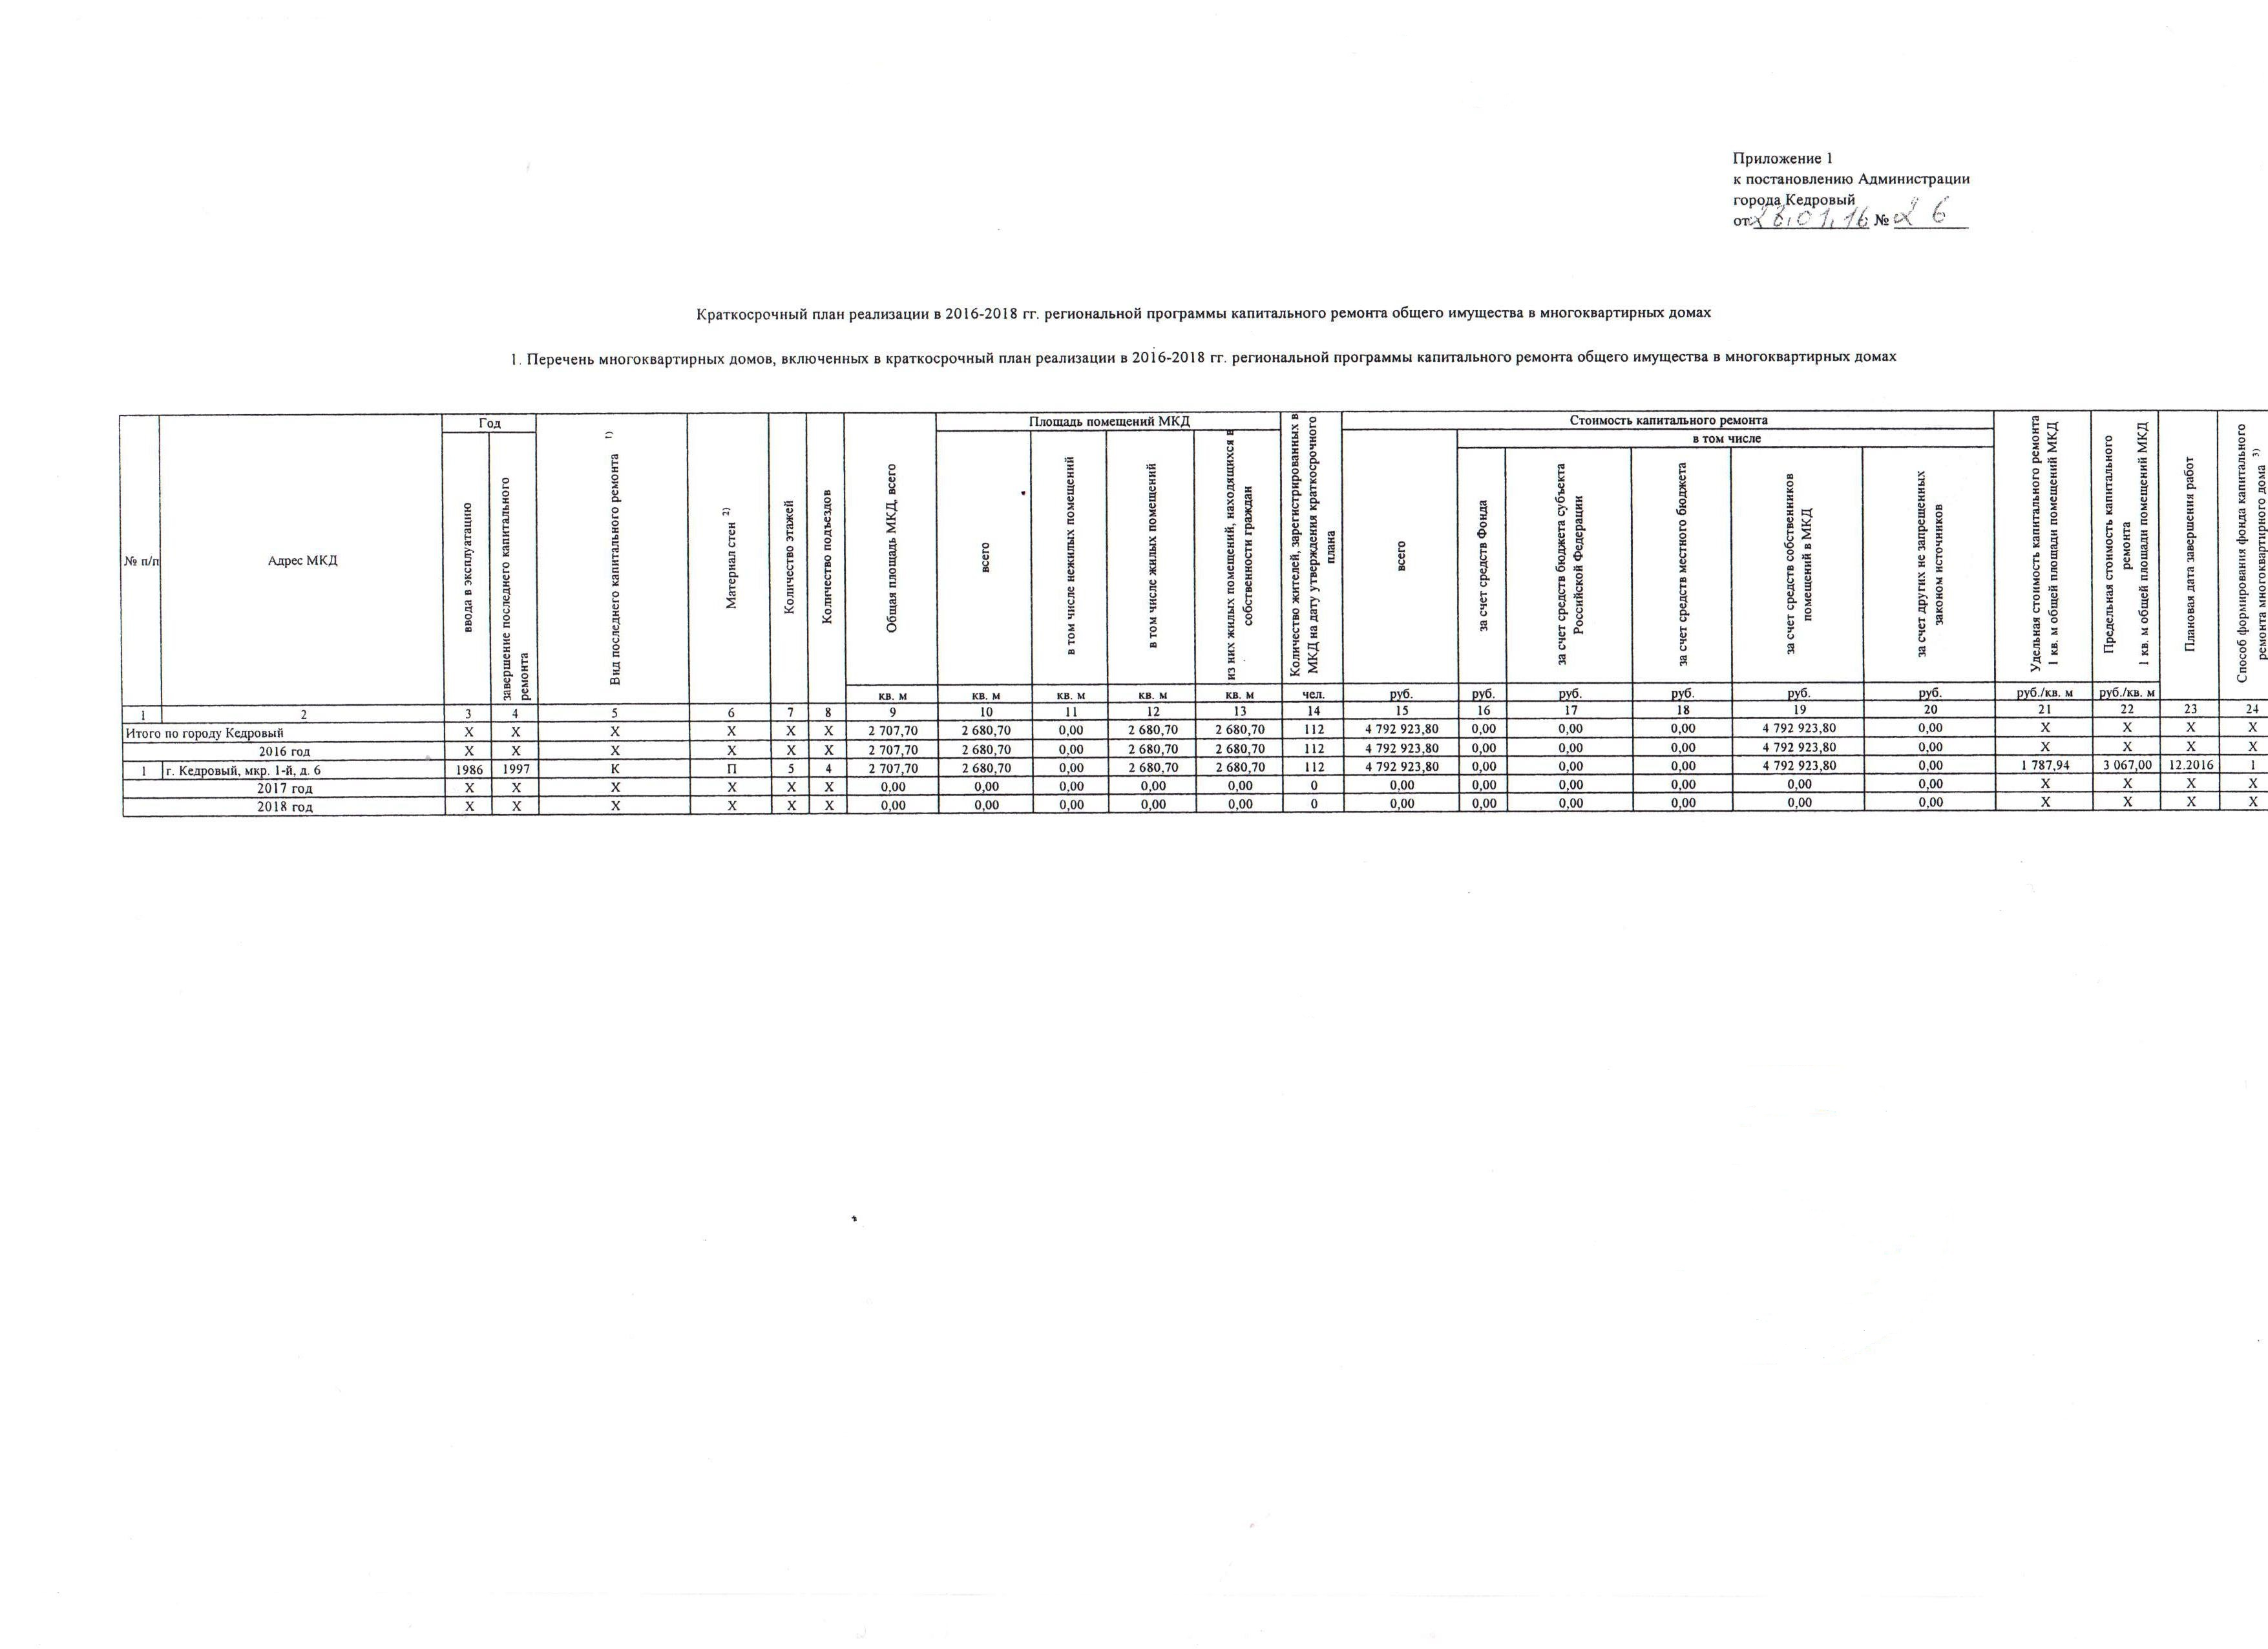 Приложение 1
к постановлению Администрации
города Кедровый
от 28.01.16 № 26
Краткосрочный план реализации в 2016-2018 гг. региональной программы капитального ремонта общего имущества в многоквартирных домах
1. Перечень многоквартирных домов, включенных в краткосрочный план реализации в 2016-2018 гг. региональной программы капитального ремонта общего имущества в многоквартирных домах
№ п/п
Адрес МКД
Год
ввода в эксплуатацию
завершение последнего капитального
ремонта
Вид последнего капитального ремонта 1)
Материал стен 2)
Количество этажей
Количество подъездов
Общая площадь МКД, всего
кв. м
Площадь помещений МКД
всего
кв. м
в том числе нежилых помещений
кв. м
в том числе жилых помещений
кв. м
из них жилых помещений, находящихся в
собственности граждан
кв. м
Количество жителей, зарегистрированных в
МКД на дату утверждения краткосрочного
плана
чел.
Стоимость капитального ремонта
всего
руб.
в том числе
за счет средств Фонда
руб.
за счет средств бюджета субъекта
Российской Федерации
руб.
за счет средств местного бюджета
руб.
за счет средств собственников
помещений в МКД
руб.
за счет других не запрещенных
законом источников
руб.
Удельная стоимость капитального ремонта
1 кв. м общей площади помещений МКД
руб./кв. м
Предельная стоимость капитального
ремонта
1 кв. м общей площади помещений МКД
руб./кв. м
Плановая дата завершения работ
Способ формирования фонда капитального
ремонта многоквартирного дома 3)
1 2 3 4 5 6 7 8 9 10 11 12 13 14 15 16 17 18 19 20 21 22 23 24
Итого по городу Кедровый X X X X X X 2 707,70 2 680,70 0,00 2 680,70 2 680,70 112 4 792 923,80 0,00 0,00 0,00 4 792 923,80 0,00 X X X X
2016 год X X X X X X 2 707,70 2 680,70 0,00 2 680,70 2 680,70 112 4 792 923,80 0,00 0,00 0,00 4 792 923,80 0,00 X X X X
1 г. Кедровый, мкр. 1-й, д. 6 1986 1997 К П 5 4 2 707,70 2 680,70 0,00 2 680,70 2 680,70 112 4 792 923,80 0,00 0,00 0,00 4 792 923,80 0,00 1 787,94 3 067,00 12.2016 1
2017 год X X X X X X 0,00 0,00 0,00 0,00 0,00 0 0,00 0,00 0,00 0,00 0,00 0,00 X X X X
2018 год X X X X X X 0,00 0,00 0,00 0,00 0,00 0 0,00 0,00 0,00 0,00 0,00 0,00 X X X X